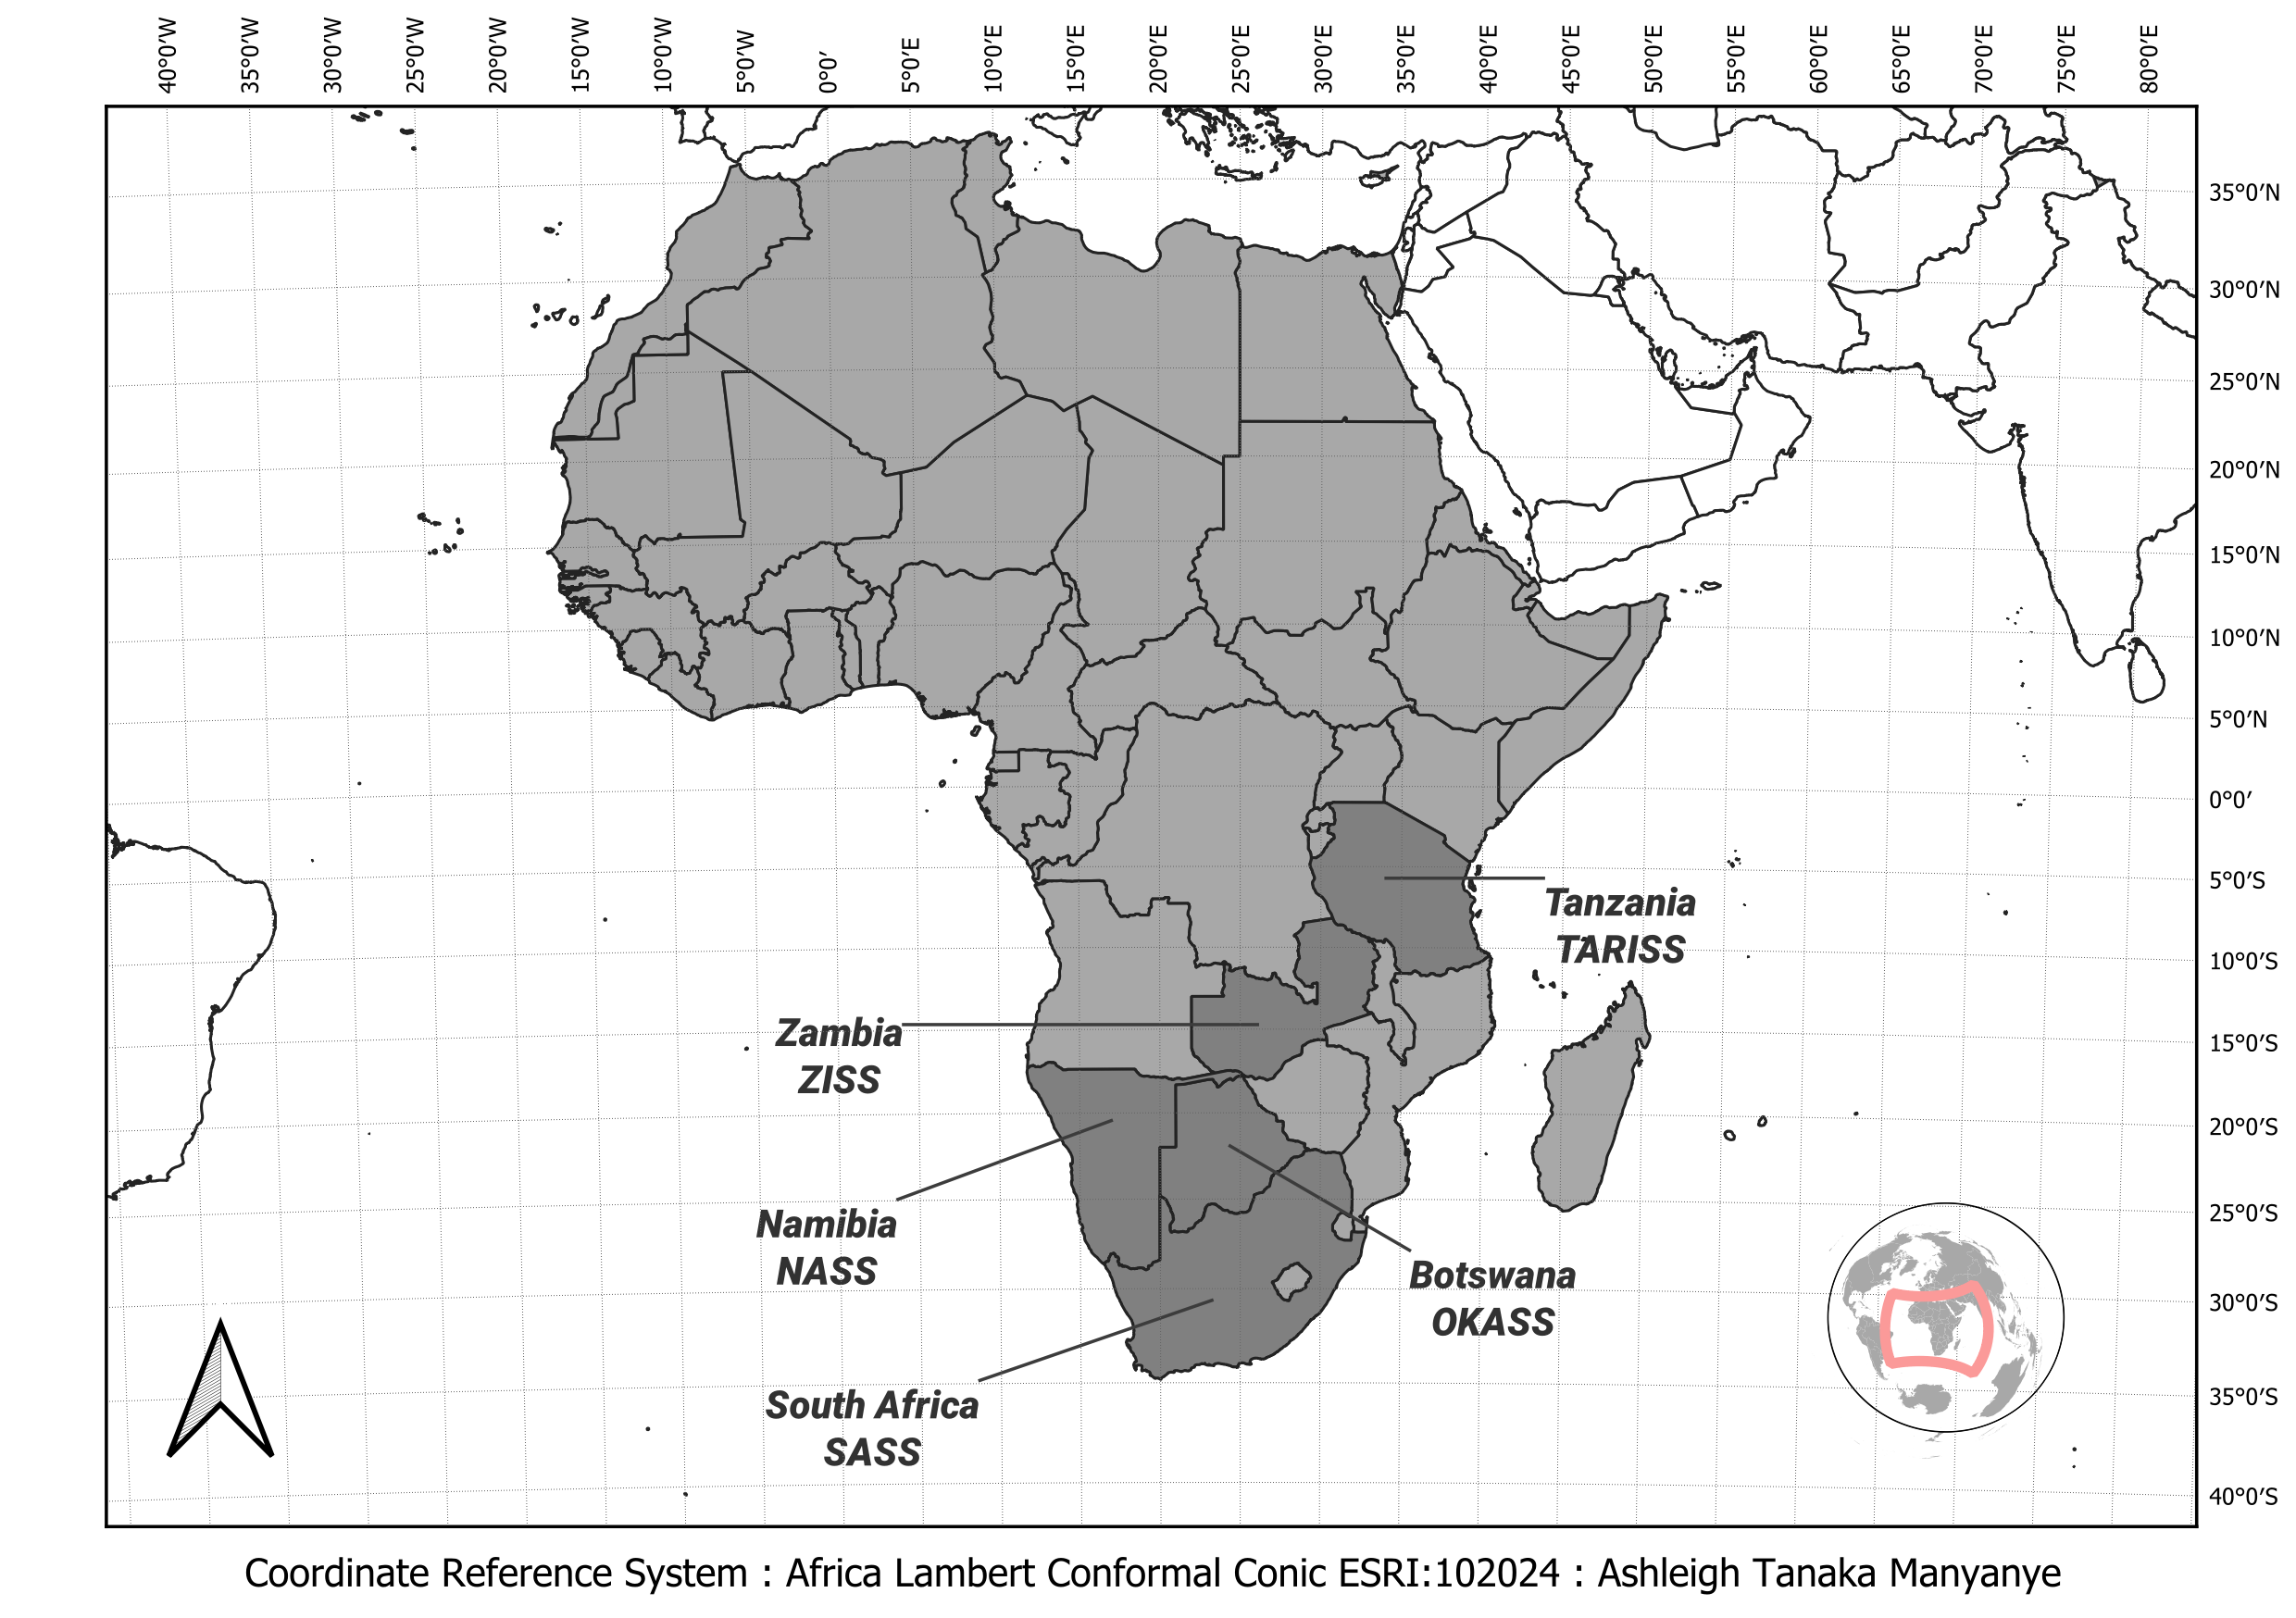 40°0′W
35°0′W
30°0′W
25°0′W
20°0′W
15°0′W
10°0′W
5°0′W
0°0′
5°0′E
10°0′E
15°0′E
20°0′E
25°0′E
30°0′E
35°0′E
40°0′E
45°0′E
50°0′E
55°0′E
60°0′E
65°0′E
70°0′E
75°0′E
80°0′E
35°0′N
30°0′N
25°0′N
20°0′N
15°0′N
10°0′N
5°0′N
0°0′
5°0′S
10°0′S
15°0′S
20°0′S
25°0′S
30°0′S
35°0′S
40°0′S
Tanzania
TARISS
Zambia
ZISS
Namibia
NASS
Botswana
OKASS
South Africa
SASS
Coordinate Reference System : Africa Lambert Conformal Conic ESRI:102024 : Ashleigh Tanaka Manyanye